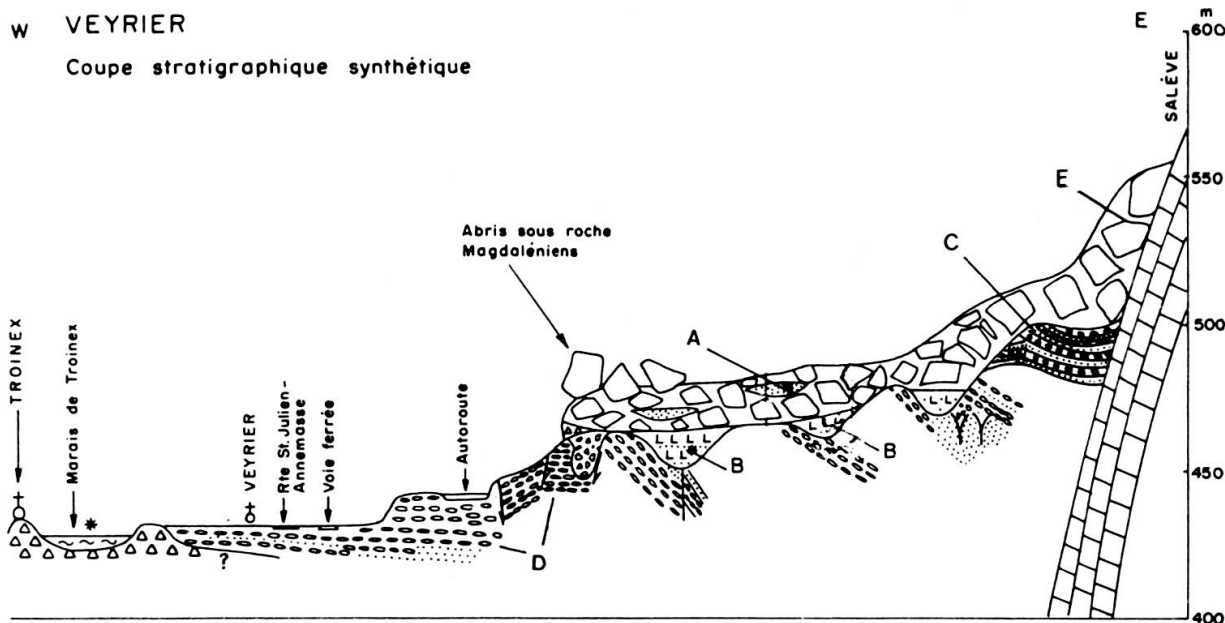 W VEYRIER
Coupe stratigraphique synthétique
E
m
600
SALÈVE
550
E
C
Abris sous roche
Magdaléniens
500
A
TROINEX
Marais de Troinex
VEYRIER
Rte St. Julien -
Annemasse
Voie ferrée
Autoroute
B
B
450
D
?
400